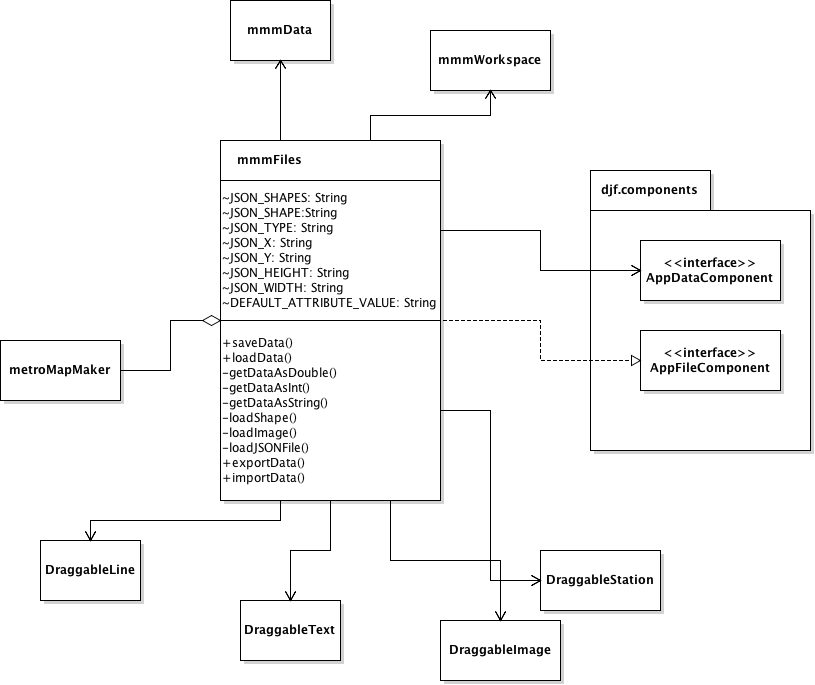 mmmData
mmmWorkspace
mmmFiles
~JSON_SHAPES: String
~JSON_SHAPE:String
~JSON_TYPE: String
~JSON_X: String
~JSON_Y: String
~JSON_HEIGHT: String
~JSON_WIDTH: String
~DEFAULT_ATTRIBUTE_VALUE: String
+saveData()
+loadData()
-getDataAsDouble()
-getDataAsInt()
-getDataAsString()
-loadShape()
-loadImage()
-loadJSONFile()
+exportData()
+importData()
djf.components
<<interface>>
AppDataComponent
<<interface>>
AppFileComponent
metroMapMaker
DraggableLine
DraggableText
DraggableImage
DraggableStation